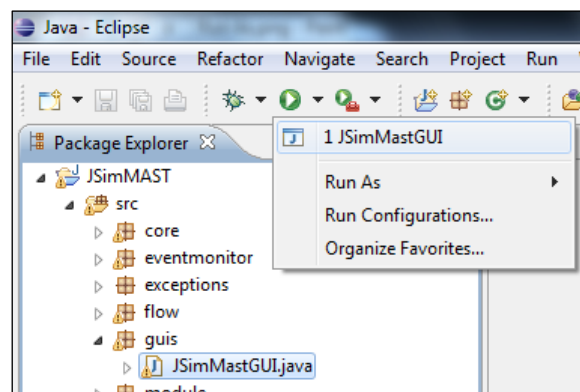 Java - Eclipse
File Edit Source Refactor Navigate Search Project Run
Package Explorer
1 JSimMastGUI
JSimMAST
Run As
src
Run Configurations...
core
Organize Favorites...
eventmonitor
exceptions
flow
guis
JSimMastGUI.java
module